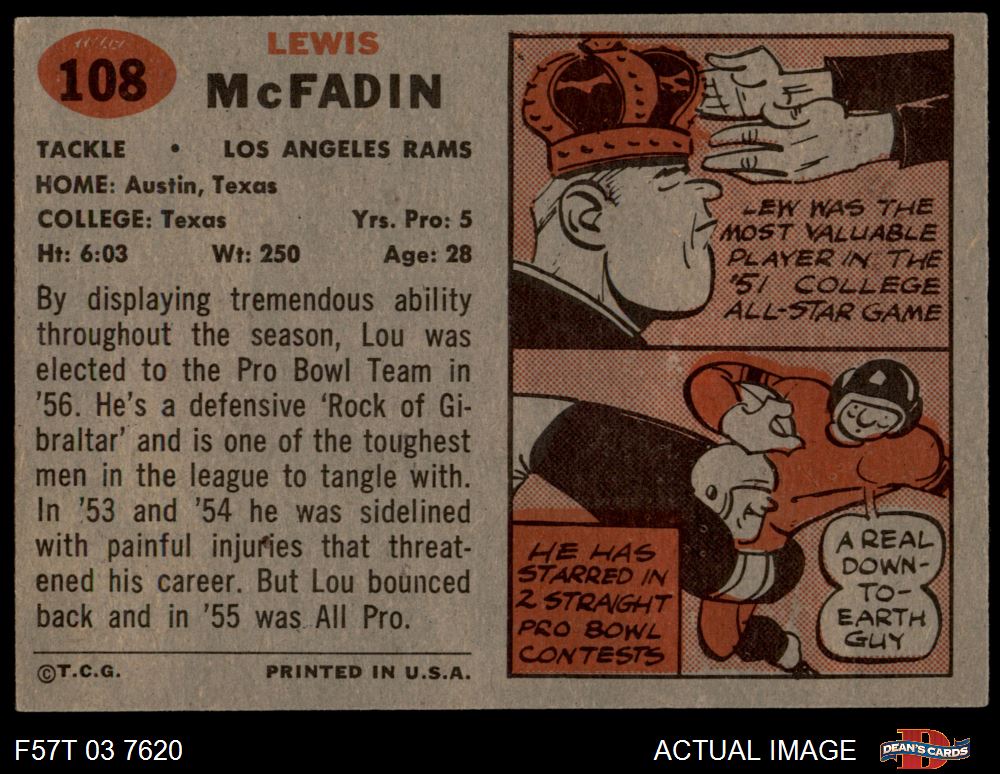 108
LEWIS
McFADIN
TACKLE • LOS ANGELES RAMS
HOME: Austin, Texas
COLLEGE: Texas Yrs. Pro: 5
Ht: 6:03 Wt: 250 Age: 28
By displaying tremendous ability
throughout the season, Lou was
elected to the Pro Bowl Team in
'56. He's a defensive 'Rock of Gi-
braltar' and is one of the toughest
men in the league to tangle with.
In '53 and '54 he was sidelined
with painful injuries that threat-
ened his career. But Lou bounced
back and in '55 was All Pro.
©T.C.G. PRINTED IN U.S.A.
LEW WAS THE
MOST VALUABLE
PLAYER IN THE
'51 COLLEGE
ALL-STAR GAME
HE HAS
STARRED IN
2 STRAIGHT
PRO BOWL
CONTESTS
A REAL
DOWN-
TO-
EARTH
GUY
F57T 03 7620
ACTUAL IMAGE
DEAN'S CARDS